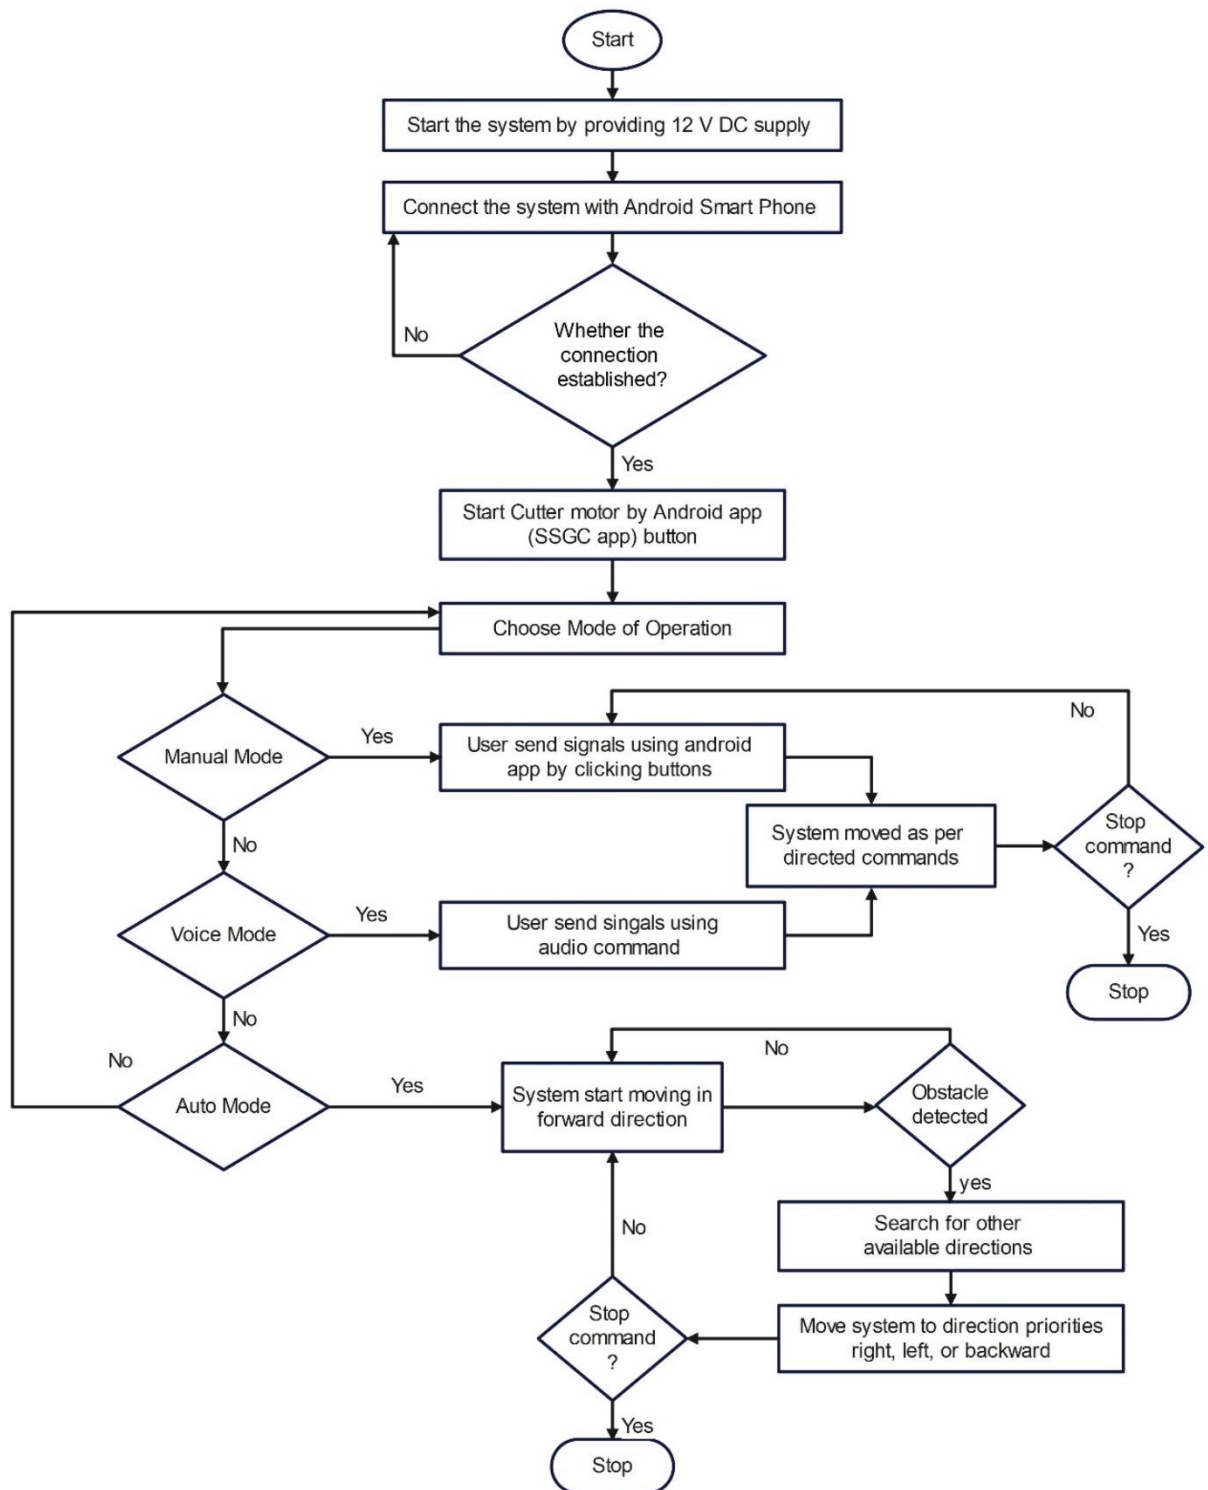 Start
Start the system by providing 12 V DC supply
Connect the system with Android Smart Phone
No
Whether the
connection
established?
Yes
Start Cutter motor by Android app
(SSGC app) button
Choose Mode of Operation
No
Manual Mode
Yes
User send signals using android
app by clicking buttons
System moved as per
directed commands
Stop
command
?
No
Voice Mode
Yes
User send singals using
audio command
Yes
Stop
No
No
Auto Mode
Yes
System start moving in
forward direction
No
Obstacle
detected
yes
Search for other
available directions
No
Stop
command
?
Move system to direction priorities
right, left, or backward
Yes
Stop